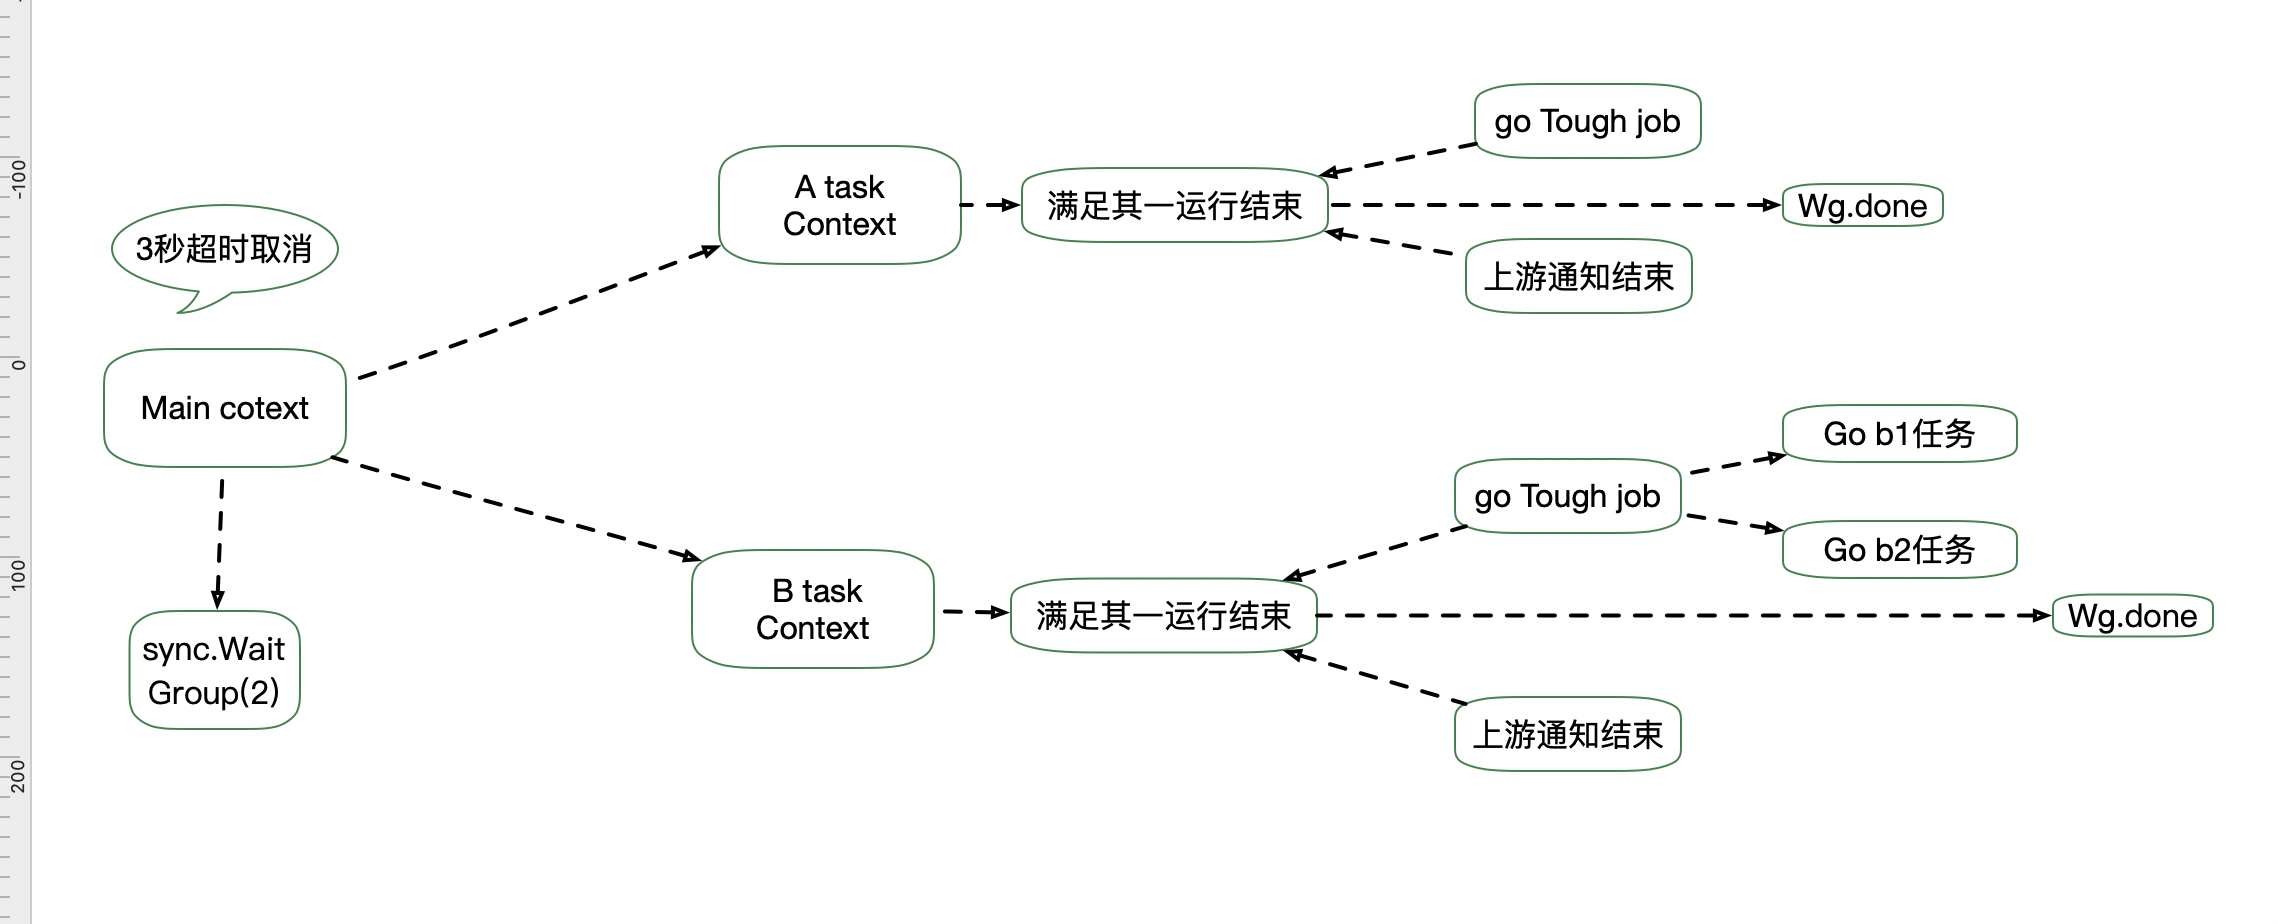 -100
0
100
200
3秒超时取消
Main cotext
sync.Wait
Group(2)
A task
Context
满足其一运行结束
go Tough job
Wg.done
上游通知结束
B task
Context
满足其一运行结束
go Tough job
Go b1任务
Go b2任务
Wg.done
上游通知结束